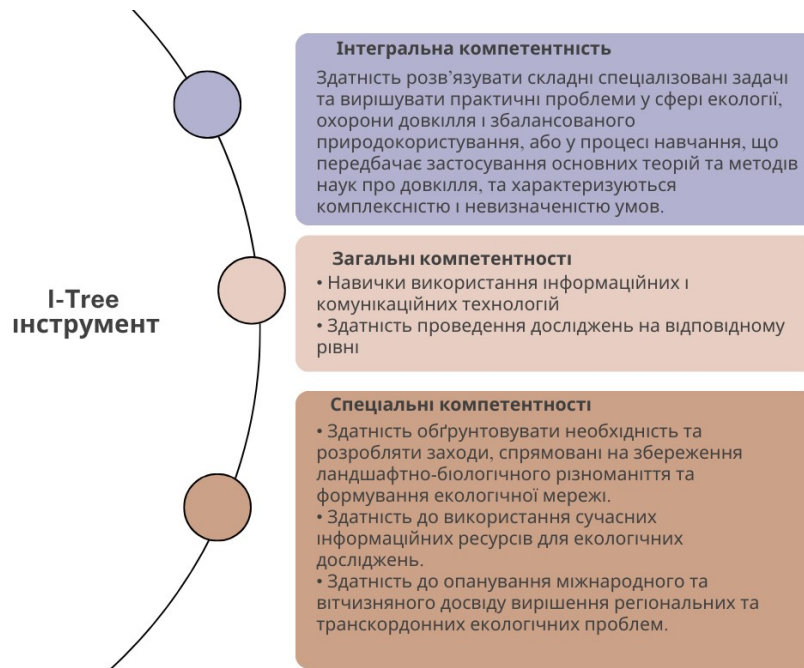 I-Tree
інструмент
Інтегральна компетентність
Здатність розв’язувати складні спеціалізовані задачі
та вирішувати практичні проблеми у сфері екології,
охорони довкілля і збалансованого
природокористування, або у процесі навчання, що
передбачає застосування основних теорій та методів
наук про довкілля, та характеризуються
комплексністю і невизначеністю умов.
Загальні компетентності
• Навички використання інформаційних і
комунікаційних технологій
• Здатність проведення досліджень на відповідному
рівні
Спеціальні компетентності
• Здатність обґрунтовувати необхідність та
розробляти заходи, спрямовані на збереження
ландшафтно-біологічного різноманіття та
формування екологічної мережі.
• Здатність до використання сучасних
інформаційних ресурсів для екологічних
досліджень.
• Здатність до опанування міжнародного та
вітчизняного досвіду вирішення регіональних та
транскордонних екологічних проблем.